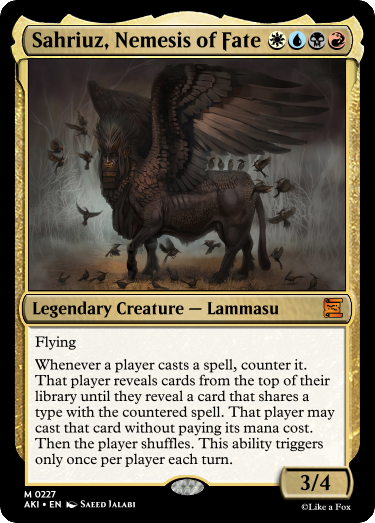 Sahriuz, Nemesis of Fate
Legendary Creature — Lammasu
Flying
Whenever a player casts a spell, counter it.
That player reveals cards from the top of their
library until they reveal a card that shares a
type with the countered spell. That player may
cast that card without paying its mana cost.
Then the player shuffles. This ability triggers
only once per player each turn.
3/4
M 0227
AKI • EN Saeed Jalabi
©Like a Fox